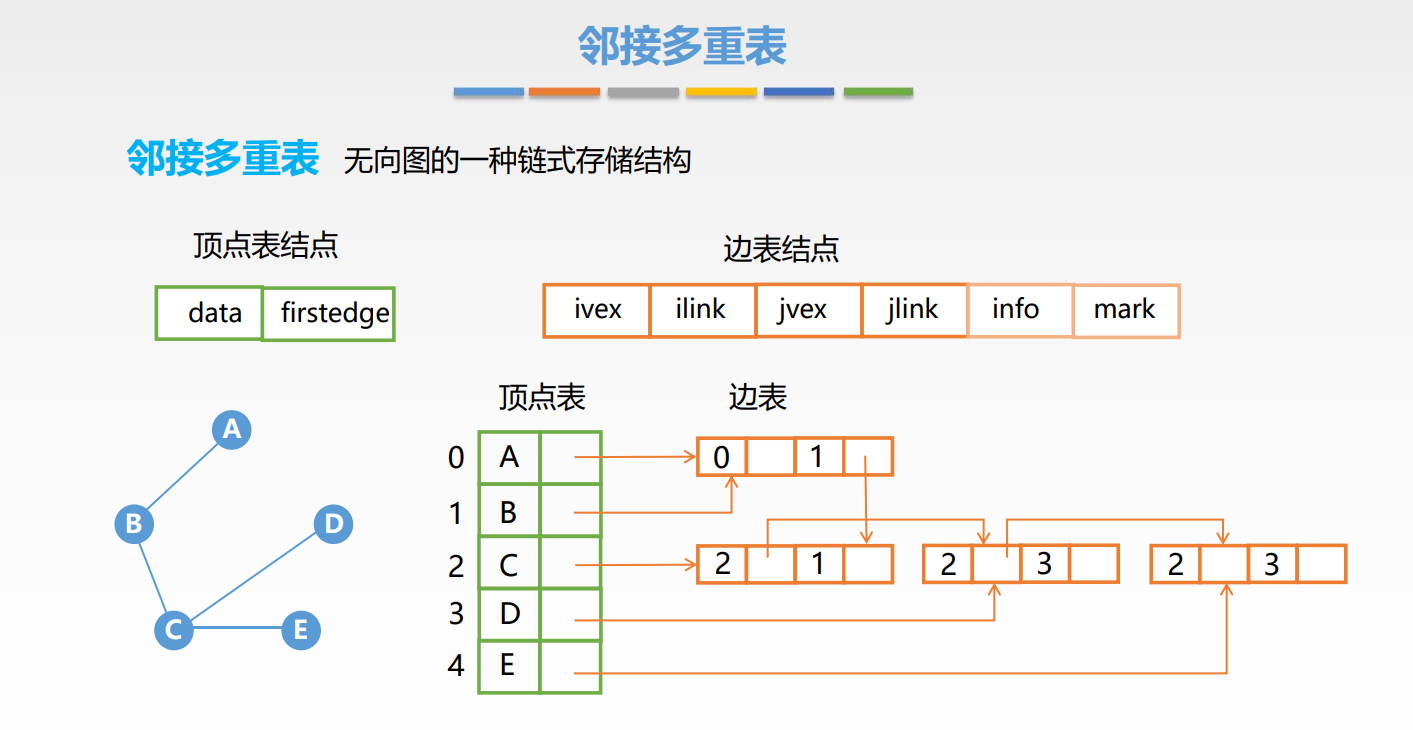 邻接多重表
邻接多重表 无向图的一种链式存储结构
顶点表结点 边表结点
data firstedge ivex ilink jvex jlink info mark
顶点表 边表
A
B
D
C
E
0 A 0 1
1 B
2 C 2 1 2 3 2 3
3 D
4 E